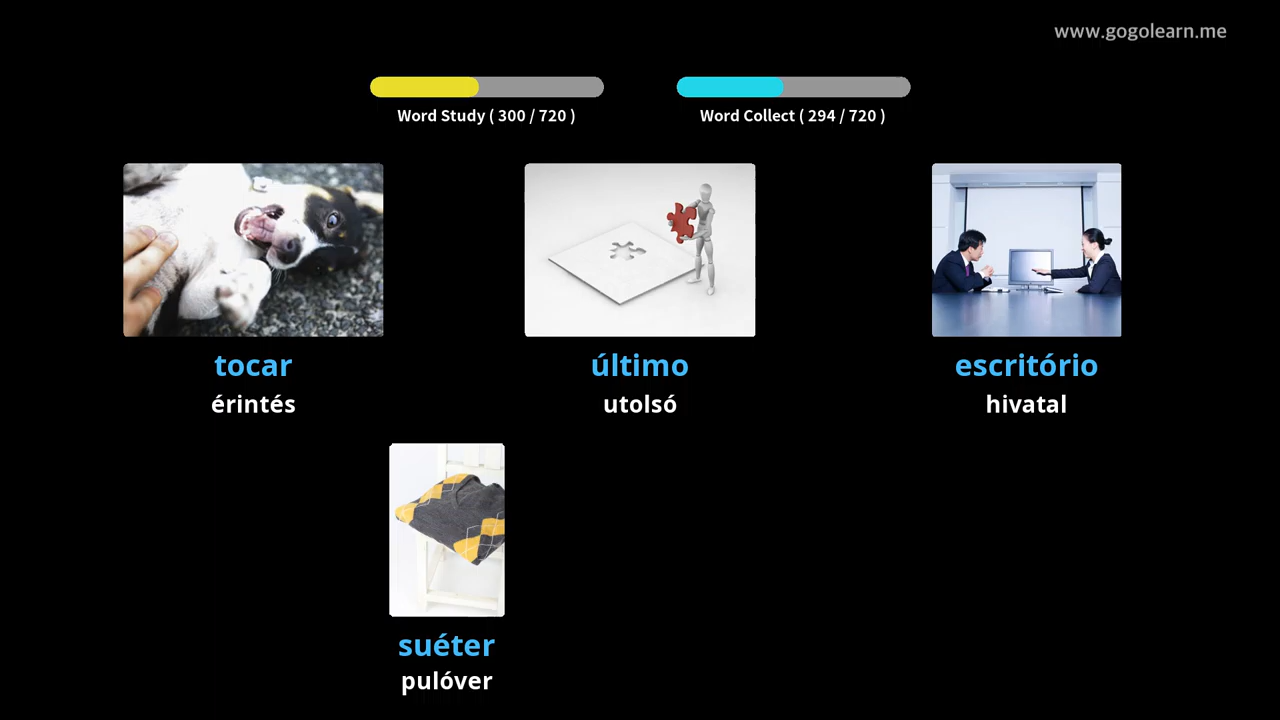 www.gogolearn.me
Word Study ( 300 / 720 )
Word Collect ( 294 / 720 )
tocar
érintés
último
utolsó
escritório
hivatal
suéter
pulóver